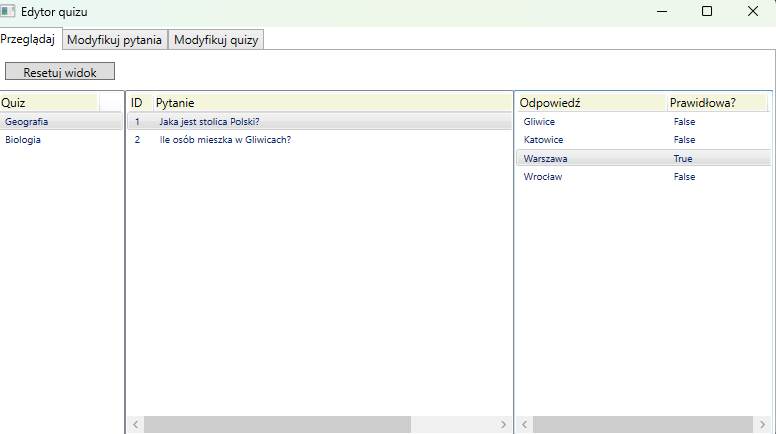 Edytor quizu
Przeglądaj Modyfikuj pytania Modyfikuj quizy
Resetuj widok
Quiz
Geografia
Biologia
ID Pytanie
1 Jaka jest stolica Polski?
2 Ile osób mieszka w Gliwicach?
Odpowiedź Prawidłowa?
Gliwice False
Katowice False
Warszawa True
Wrocław False